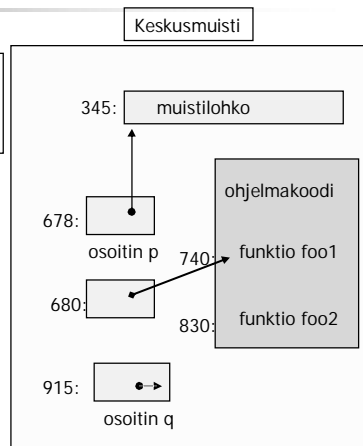 Keskusmuisti
345:
muistilohko
ohjelmakoodi
678:
osoitin p
740:
funktio foo1
680:
830:
funktio foo2
915:
osoitin q